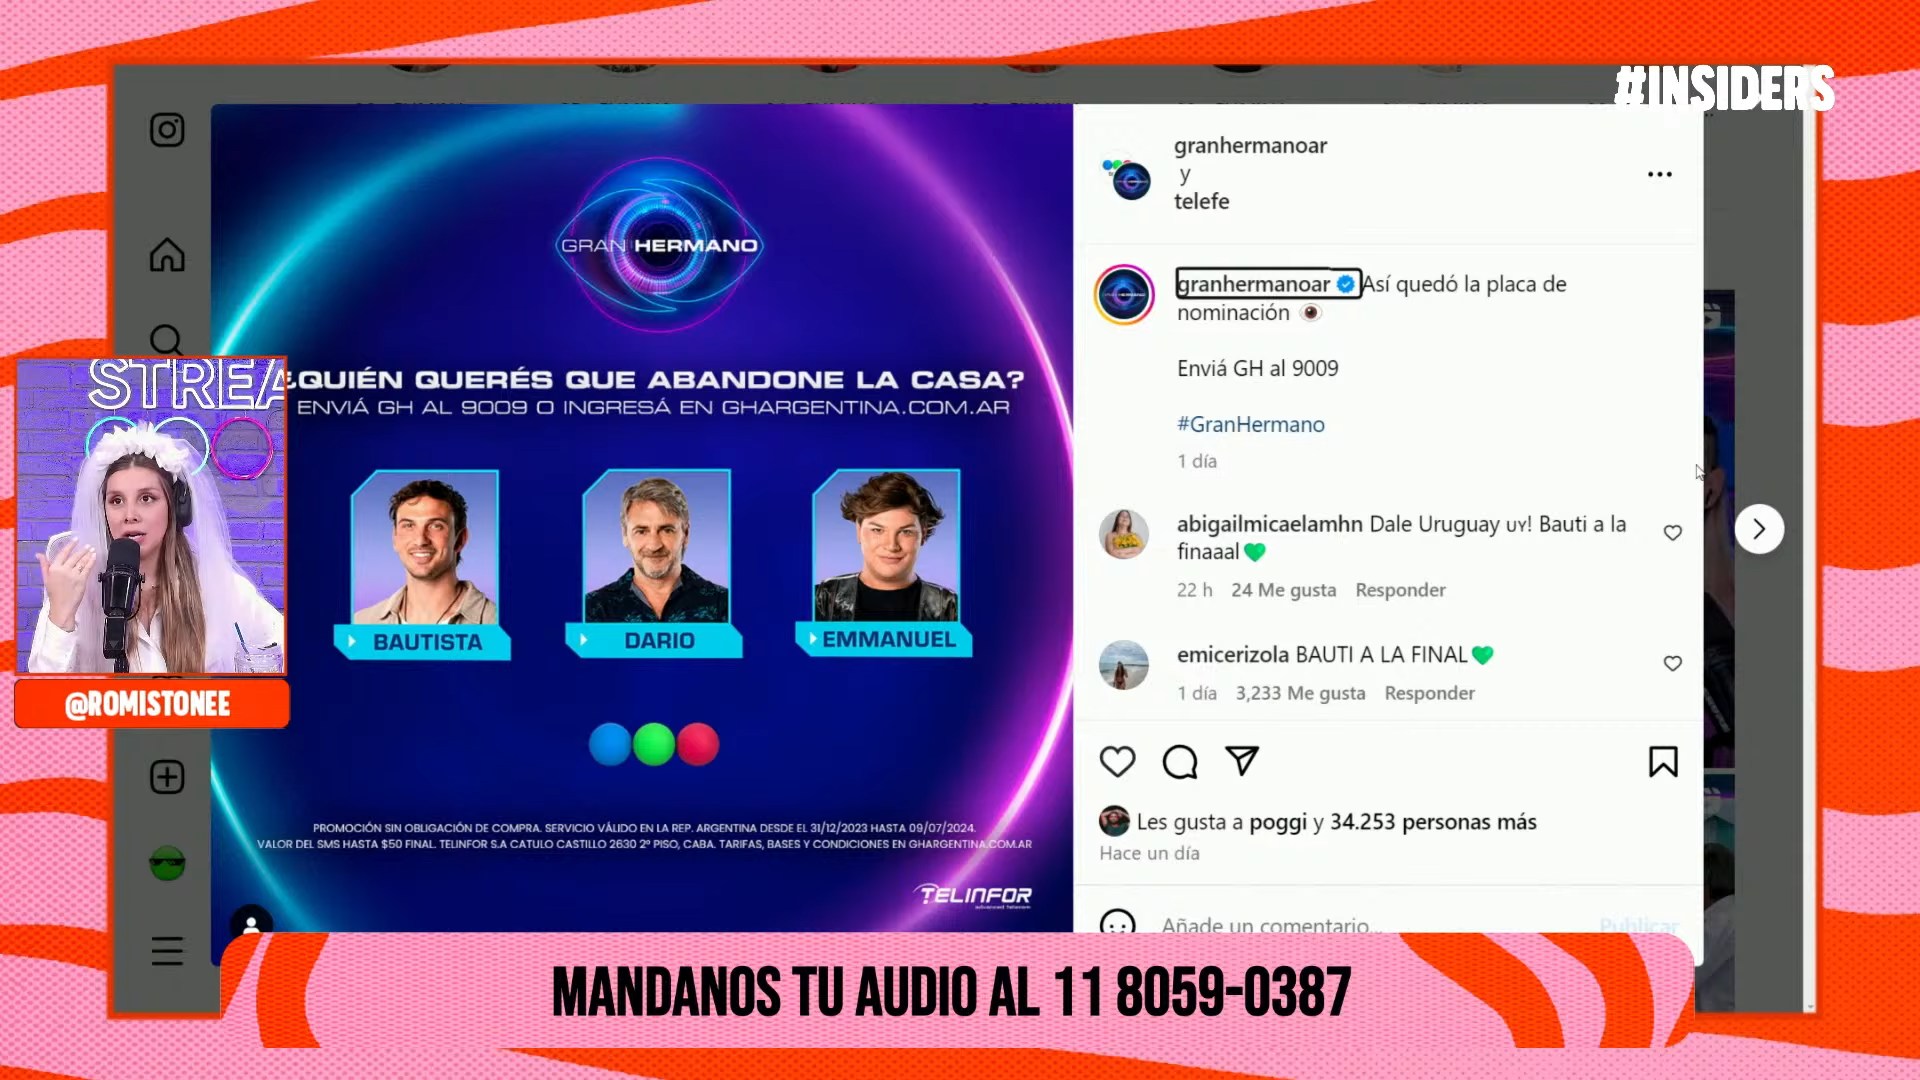 #INSIDERS
GRAN HERMANO
¿QUIÉN QUERÉS QUE ABANDONE LA CASA?
ENVIÁ GH AL 9009 O INGRESÁ EN GHARGENTINA.COM.AR
BAUTISTA
DARIO
EMMANUEL
PROMOCIÓN SIN OBLIGACIÓN DE COMPRA. SERVICIO VÁLIDO EN LA REP. ARGENTINA DESDE EL 31/12/2023 HASTA 09/07/2024.
VALOR DEL SMS HASTA $50 FINAL. TELINFOR S.A CATULO CASTILLO 2630 2º PISO, CABA. TARIFAS, BASES Y CONDICIONES EN GHARGENTINA.COM.AR
TELINFOR
STREA
@ROMISTONEE
granhermanoar
y
telefe
granhermanoar Así quedó la placa de
nominación
Enviá GH al 9009
#GranHermano
1 día
abigailmicaelamhn Dale Uruguay UY! Bauti a la
finaaal
22 h 24 Me gusta Responder
emicerizola BAUTI A LA FINAL
1 día 3,233 Me gusta Responder
Les gusta a poggi y 34.253 personas más
Hace un día
Añade un comentario...
Publicar
MANDANOS TU AUDIO AL 11 8059-0387